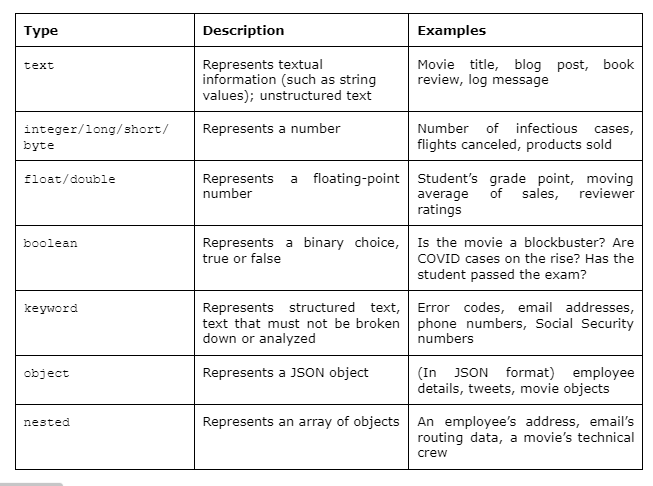 Type Description Examples
text Represents textual Movie title, blog post, book
information (such as string review, log message
values); unstructured text
integer/long/short/ Represents a number Number of infectious cases,
byte flights canceled, products sold
float/double Represents a floating-point Student's grade point, moving
number average of sales, reviewer
ratings
boolean Represents a binary choice, Is the movie a blockbuster? Are
true or false COVID cases on the rise? Has the
student passed the exam?
keyword Represents structured text, Error codes, email addresses,
text that must not be broken phone numbers, Social Security
down or analyzed numbers
object Represents a JSON object (In JSON format) employee
details, tweets, movie objects
nested Represents an array of objects An employee's address, email's
routing data, a movie's technical
crew